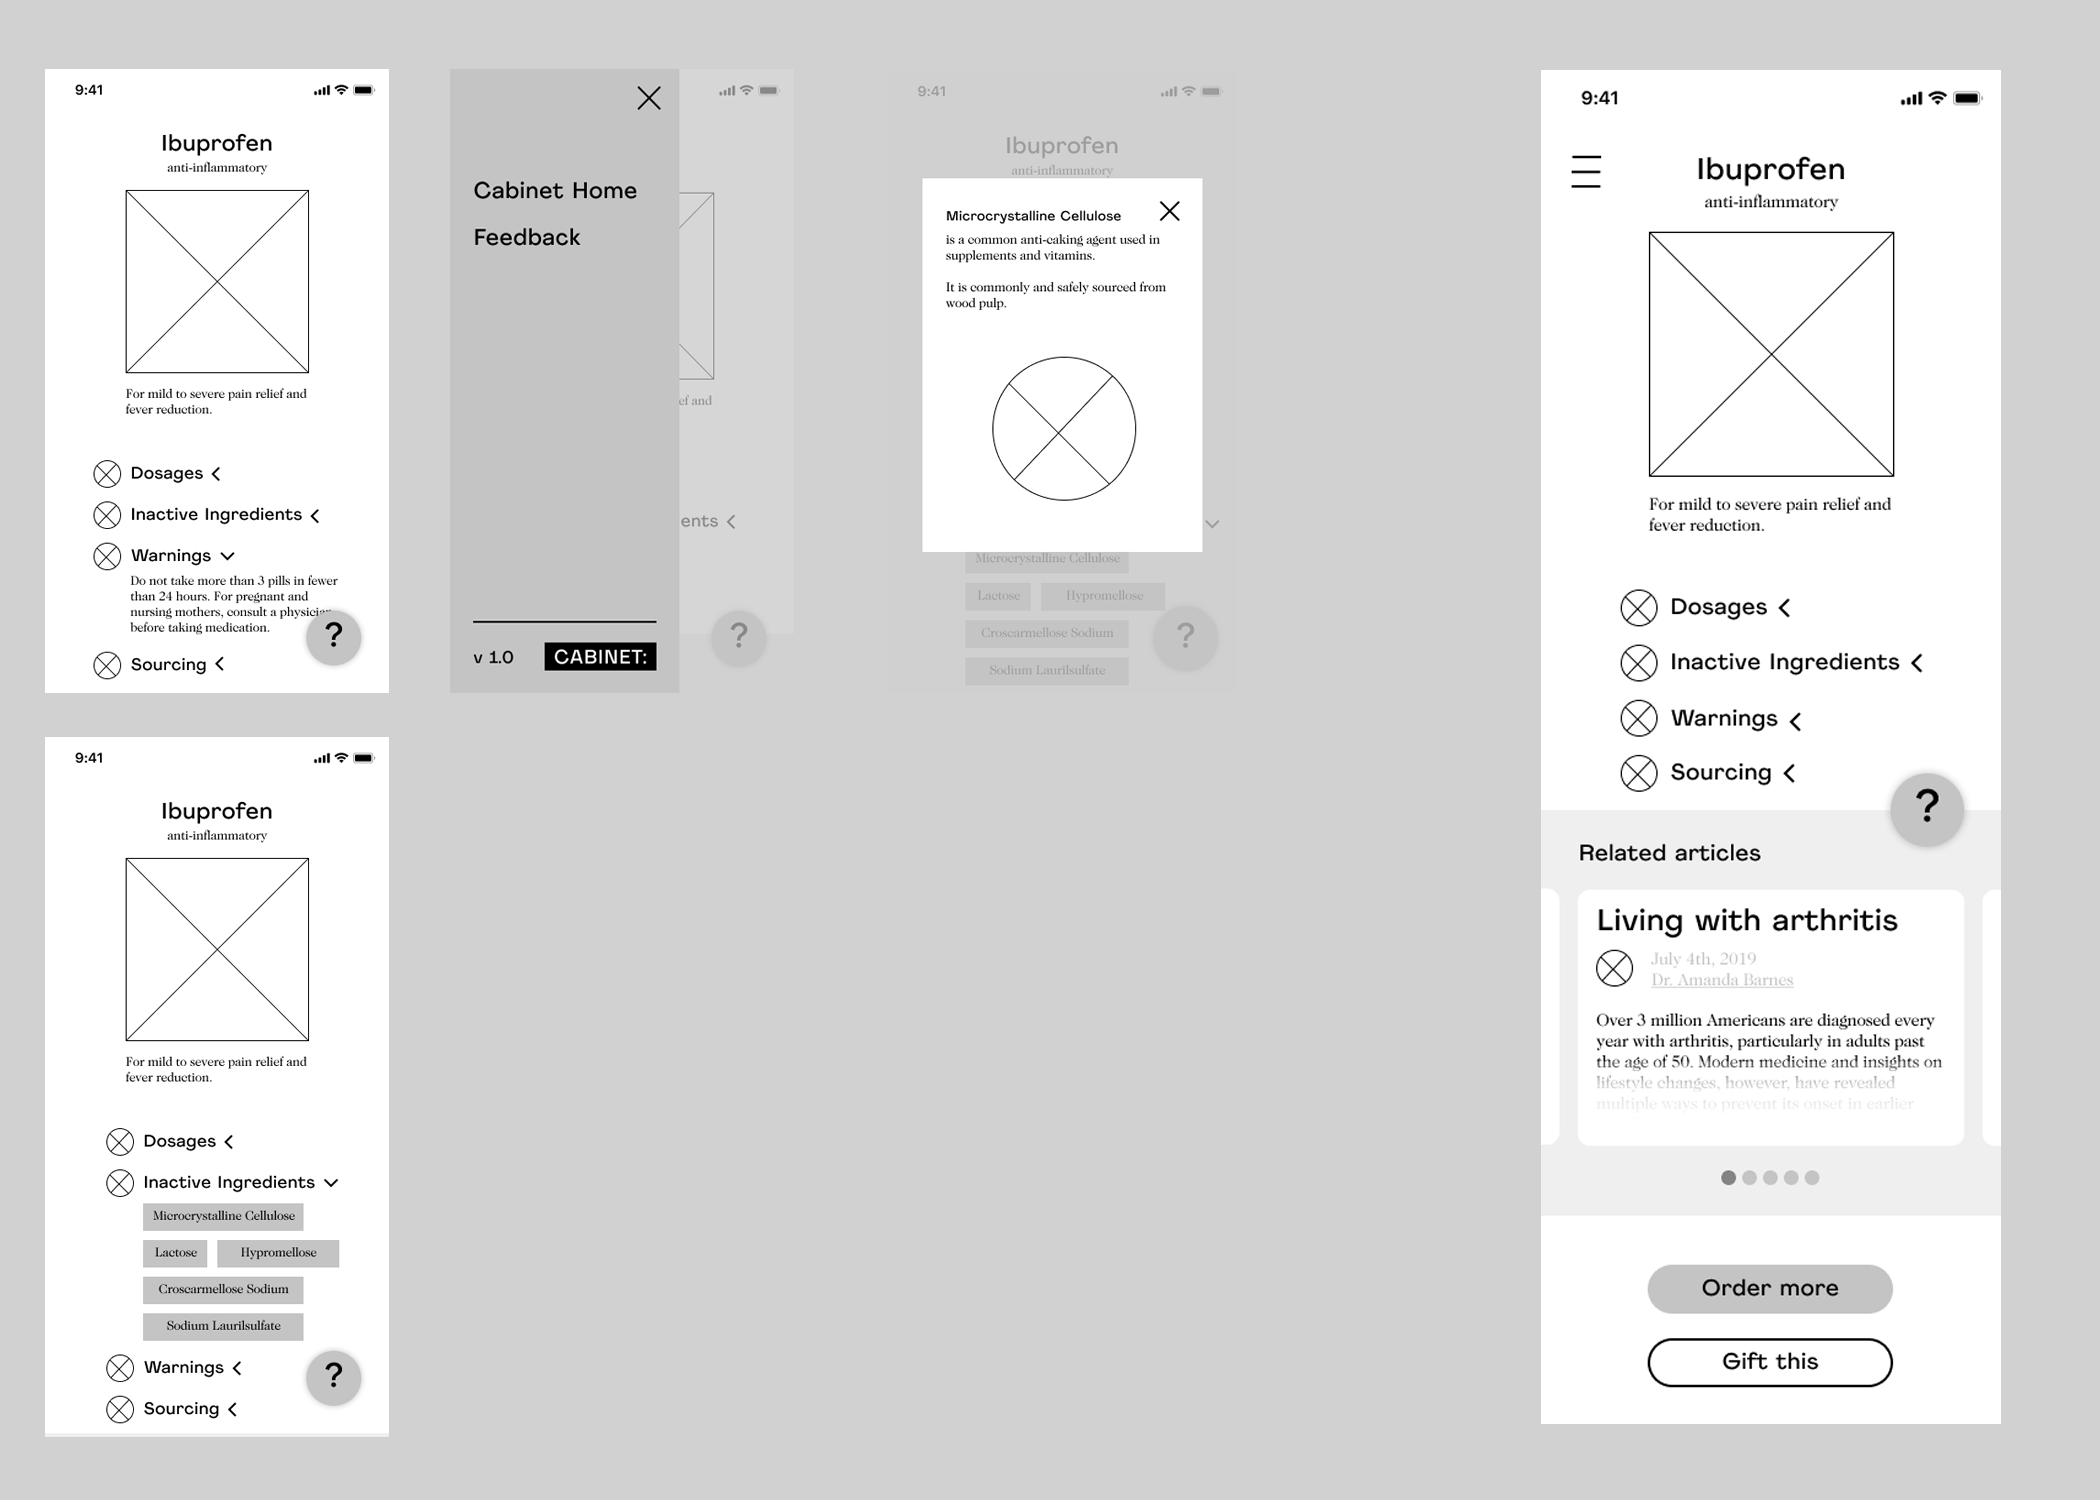 9:41
Ibuprofen
anti-inflammatory
For mild to severe pain relief and
fever reduction.
Dosages
Inactive Ingredients
Warnings
Do not take more than 3 pills in fewer
than 24 hours. For pregnant and
nursing mothers, consult a physician
before taking medication.
?
Sourcing
Cabinet Home
Feedback
v 1.0
CABINET:
ef and
ents
?
9:41
Ibuprofen
anti-inflammatory
Microcrystalline Cellulose
is a common anti-caking agent used in
supplements and vitamins.
It is commonly and safely sourced from
wood pulp.
Microcrystalline Cellulose
Lactose Hypromellose
Croscarmellose Sodium
Sodium Laurilsulfate
?
9:41
Ibuprofen
anti-inflammatory
For mild to severe pain relief and
fever reduction.
Dosages
Inactive Ingredients
Warnings
Sourcing
?
Related articles
Living with arthritis
July 4th, 2019
Dr. Amanda Barnes
Over 3 million Americans are diagnosed every
year with arthritis, particularly in adults past
the age of 50. Modern medicine and insights on
lifestyle changes, however, have revealed
multiple ways to prevent its onset in earlier
Order more
Gift this
9:41
Ibuprofen
anti-inflammatory
For mild to severe pain relief and
fever reduction.
Dosages
Inactive Ingredients
Microcrystalline Cellulose
Lactose Hypromellose
Croscarmellose Sodium
Sodium Laurilsulfate
Warnings
?
Sourcing